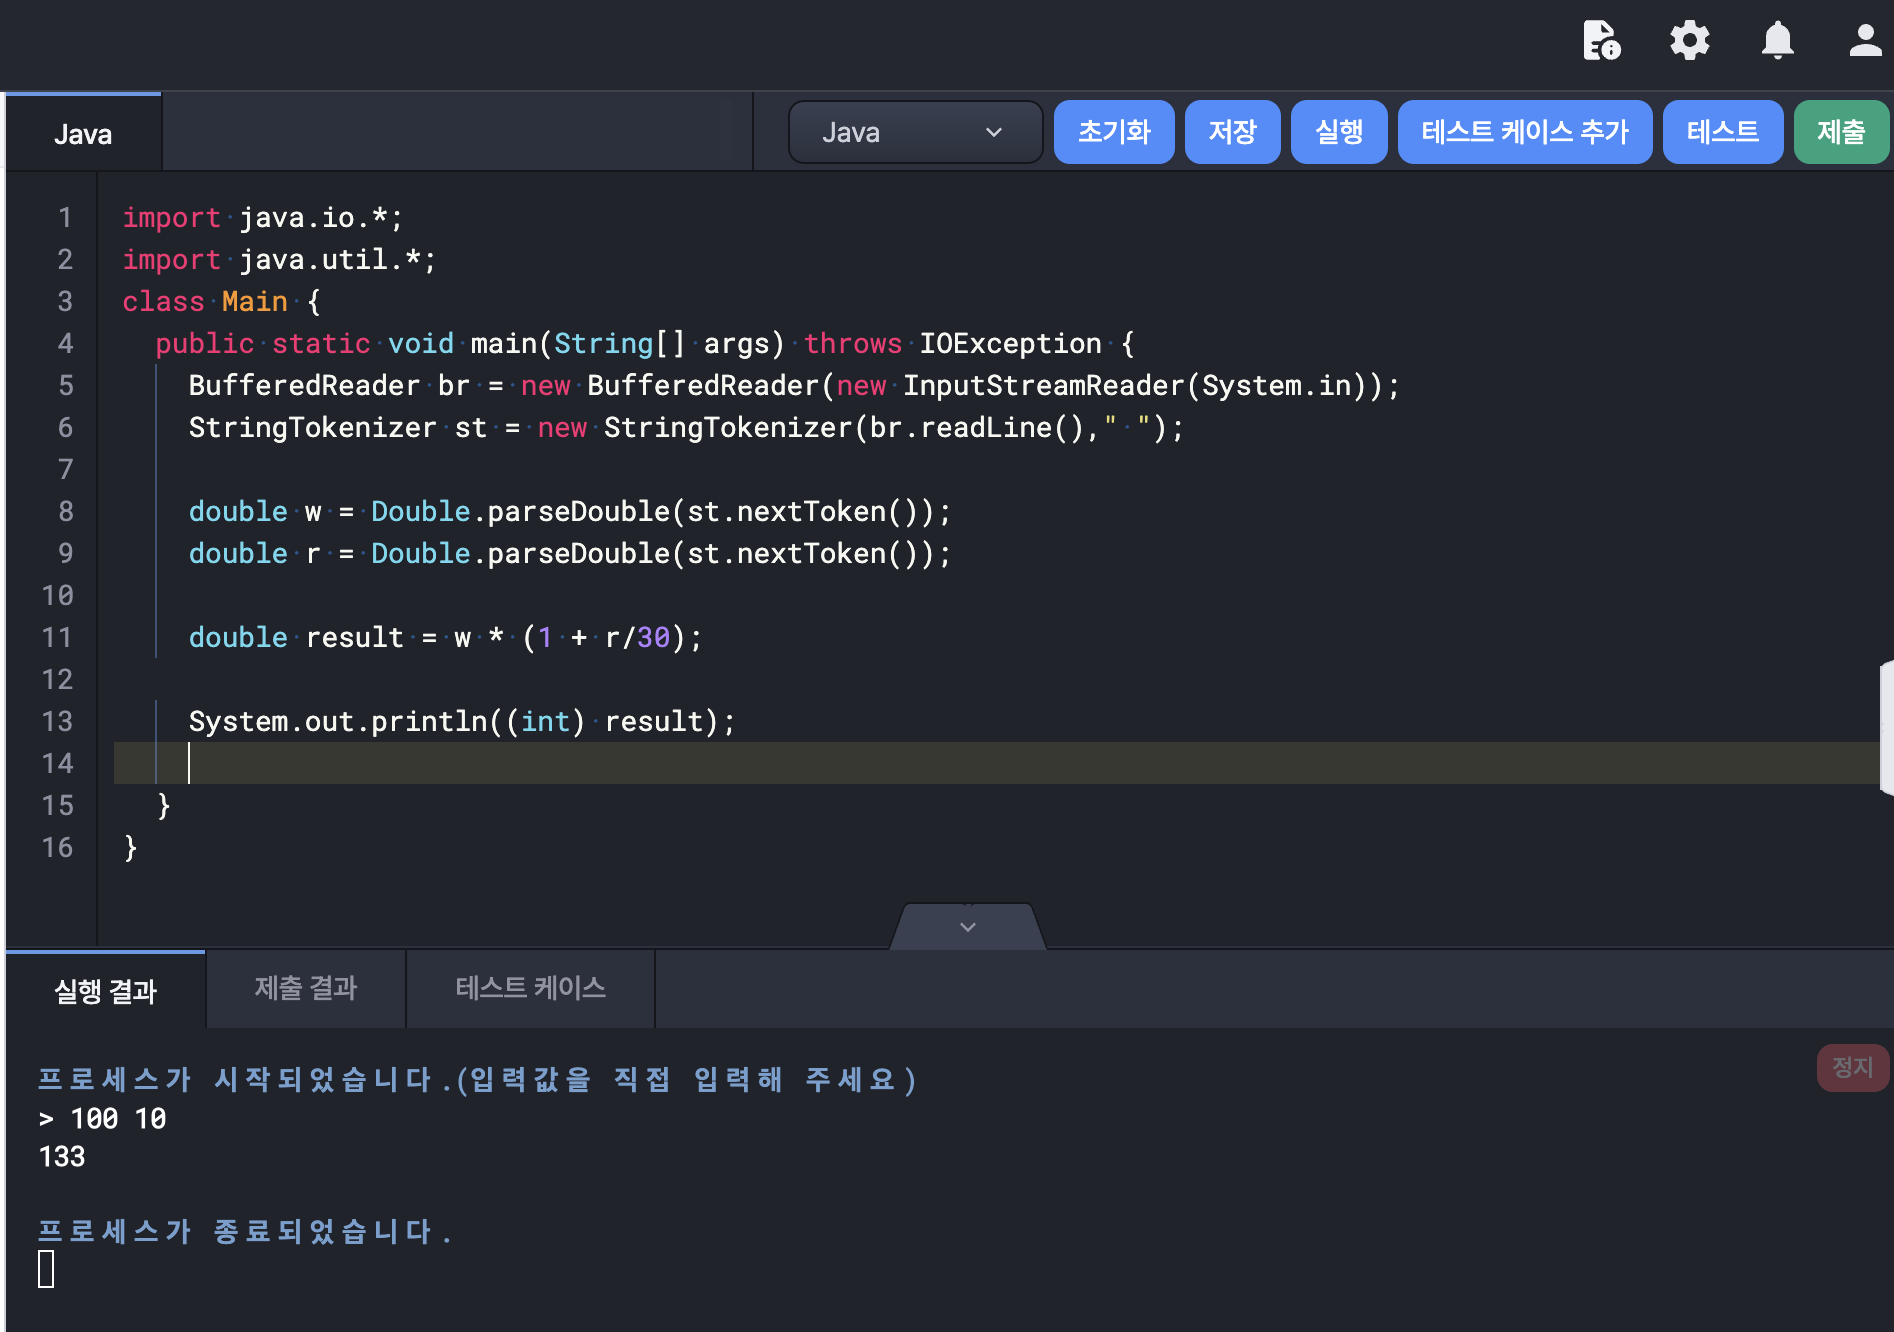 Java
Java
초기화
저장
실행
테스트 케이스 추가
테스트
제출
1 import java.io.*;
2 import java.util.*;
3 class Main {
4 public static void main(String[] args) throws IOException {
5 BufferedReader br = new BufferedReader(new InputStreamReader(System.in));
6 StringTokenizer st = new StringTokenizer(br.readLine()," ");
7
8 double w = Double.parseDouble(st.nextToken());
9 double r = Double.parseDouble(st.nextToken());
10
11 double result = w * (1 + r/30);
12
13 System.out.println((int) result);
14
15 }
16 }
실행 결과
제출 결과
테스트 케이스
프로세스가 시작되었습니다.(입력값을 직접 입력해 주세요)
정지
> 100 10
133
프로세스가 종료되었습니다.